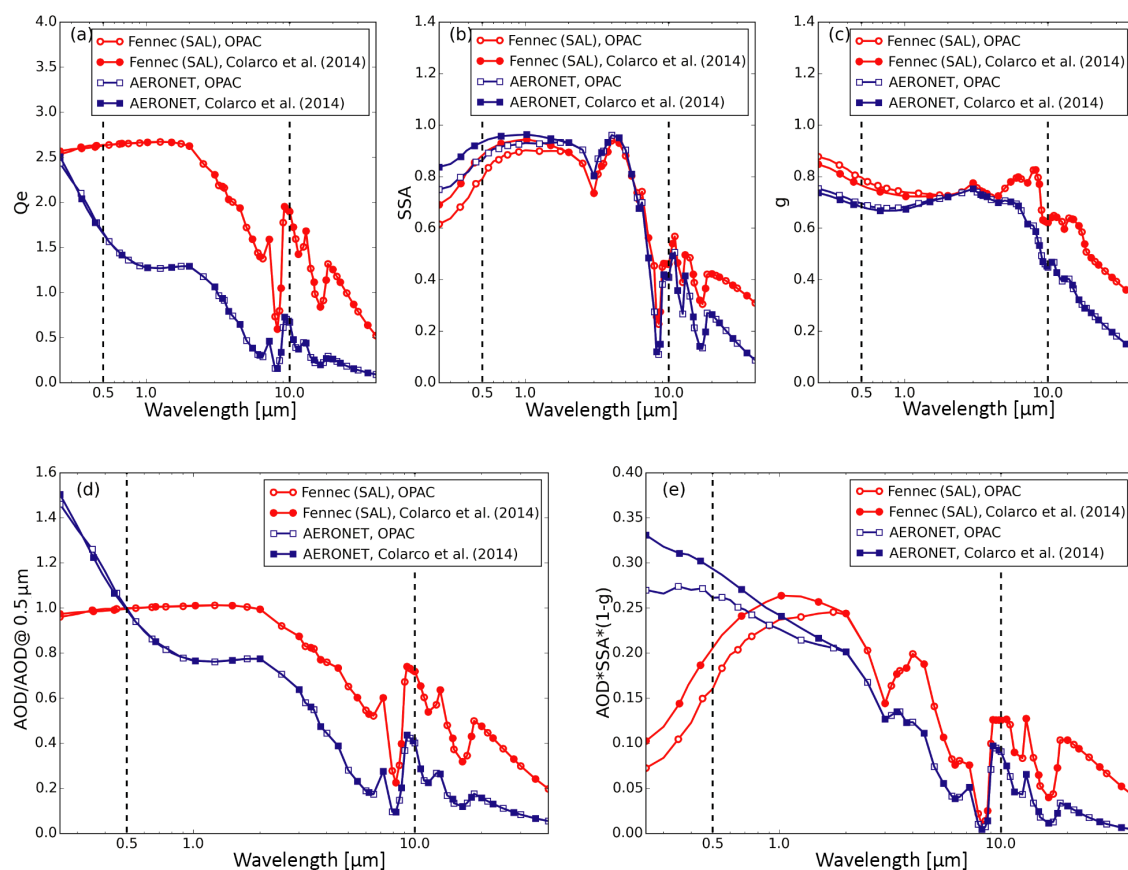 (a)
Fennec (SAL), OPAC
Fennec (SAL), Colarco et al. (2014)
AERONET, OPAC
AERONET, Colarco et al. (2014)
4.0
3.5
3.0
2.5
2.0
1.5
1.0
0.5
0.0
Qe
0.5
1.0
10.0
Wavelength [μm]
(b)
Fennec (SAL), OPAC
Fennec (SAL), Colarco et al. (2014)
AERONET, OPAC
AERONET, Colarco et al. (2014)
1.4
1.2
1.0
0.8
0.6
0.4
0.2
0.0
SSA
0.5
1.0
10.0
Wavelength [μm]
(c)
Fennec (SAL), OPAC
Fennec (SAL), Colarco et al. (2014)
AERONET, OPAC
AERONET, Colarco et al. (2014)
1.4
1.2
1.0
0.8
0.6
0.4
0.2
0.0
g
0.5
1.0
10.0
Wavelength [μm]
(d)
Fennec (SAL), OPAC
Fennec (SAL), Colarco et al. (2014)
AERONET, OPAC
AERONET, Colarco et al. (2014)
1.6
1.4
1.2
1.0
0.8
0.6
0.4
0.2
0.0
AOD/AOD@ 0.5 μm
0.5
1.0
10.0
Wavelength [μm]
(e)
Fennec (SAL), OPAC
Fennec (SAL), Colarco et al. (2014)
AERONET, OPAC
AERONET, Colarco et al. (2014)
0.40
0.35
0.30
0.25
0.20
0.15
0.10
0.05
0.00
AOD*SSA*(1-g)
0.5
1.0
10.0
Wavelength [μm]